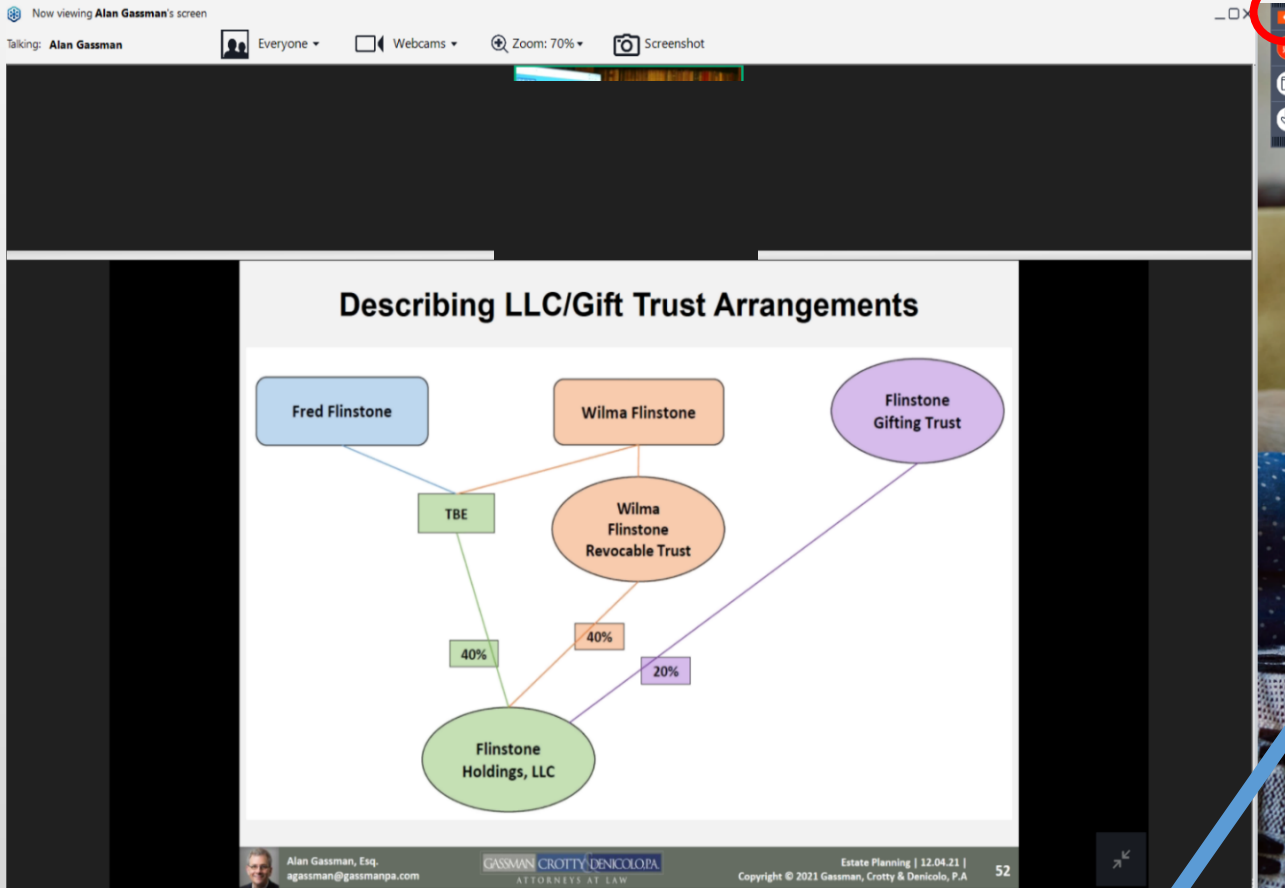 Now viewing Alan Gassman's screen
Talking: Alan Gassman
Everyone
Webcams
Zoom: 70%
Screenshot
Describing LLC/Gift Trust Arrangements
Fred Flinstone
Wilma Flinstone
Flinstone
Gifting Trust
TBE
Wilma
Flinstone
Revocable Trust
40%
40%
20%
Flinstone
Holdings, LLC
Alan Gassman, Esq.
agassman@gassmanpa.com
GASSMAN CROTTY DENICOLO, P.A.
ATTORNEYS AT LAW
Estate Planning | 12.04.21 |
Copyright © 2021 Gassman, Crotty & Denicolo, P.A
52